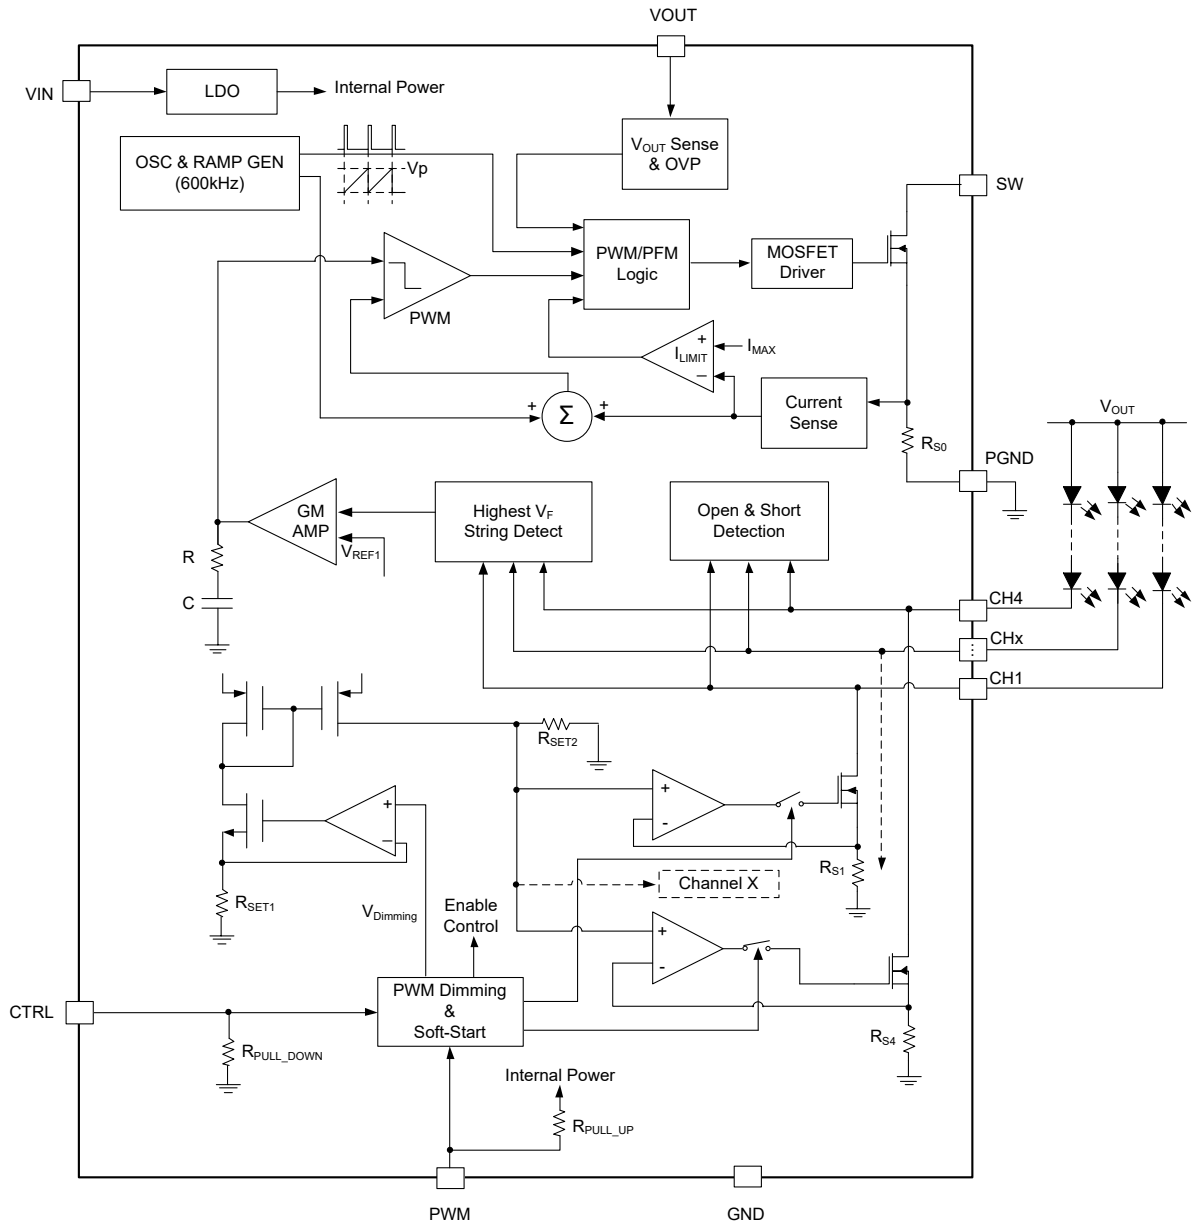 VOUT
VIN
LDO
Internal Power
OSC & RAMP GEN
(600kHz)
Vp
VOUT Sense
& OVP
SW
PWM/PFM
Logic
MOSFET
Driver
PWM
+
ILIMIT
–
IMAX
+
Σ
+
Current
Sense
RS0
VOUT
PGND
GM
AMP
VREF1
Highest VF
String Detect
Open & Short
Detection
R
C
CH4
CHx
...
CH1
RSET2
+
-
+
–
RS1
RSET1
VDimming
Enable
Control
Channel X
+
-
CTRL
PWM Dimming
&
Soft-Start
RS4
RPULL_DOWN
Internal Power
RPULL_UP
PWM
GND